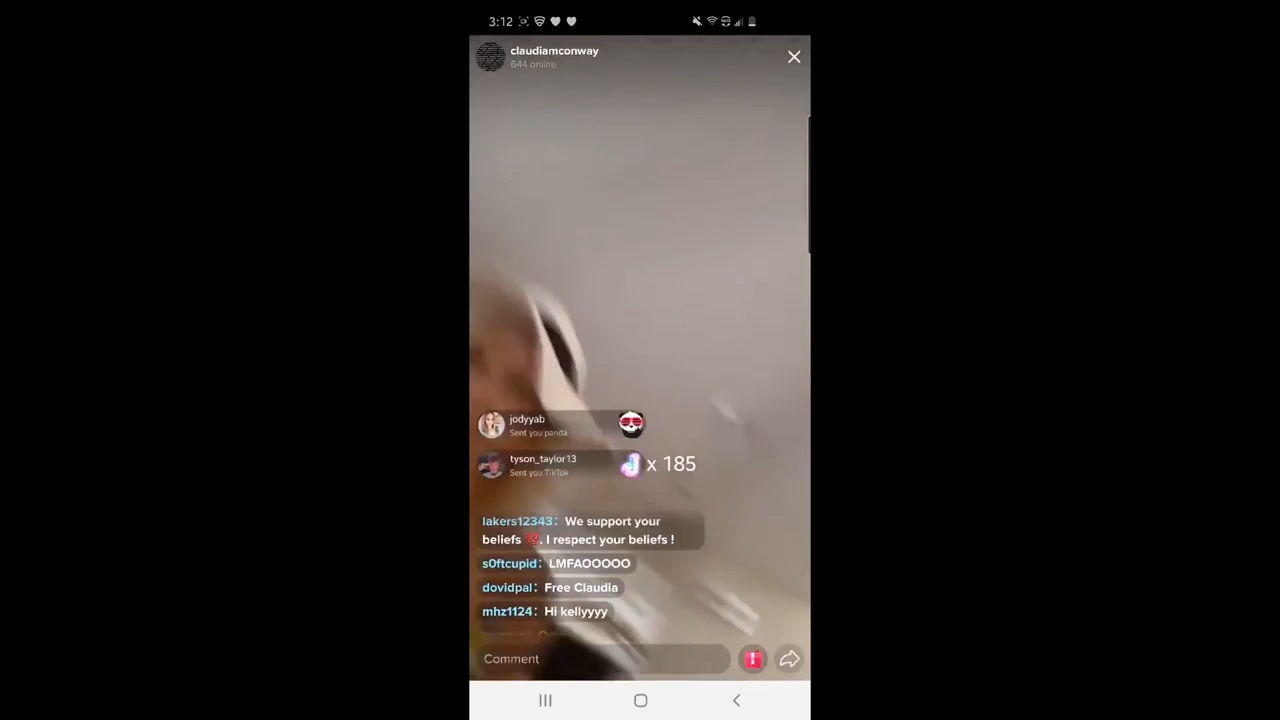 3:12
claudiamconway
644 online
jodyyab
Sent you panda
tyson_taylor13
Sent you TikTok
x 185
lakers12343: We support your
beliefs 💯. I respect your beliefs !
s0ftcupid: LMFAOOOOO
dovidpal: Free Claudia
mhz1124: Hi kellyyyy
Comment